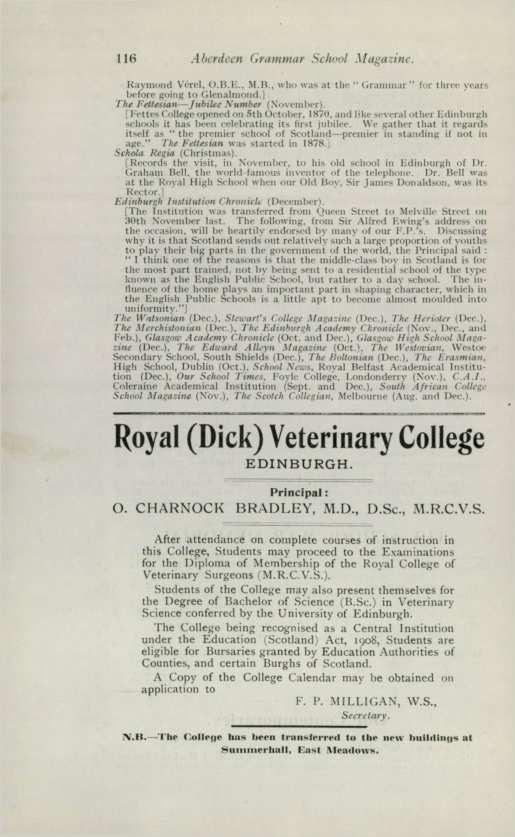 116 Aberdeen Grammar School Magazine.
Raymond Vérel, O.B.E., M.B., who was at the “ Grammar ” for three years
before going to Glenalmond.]
The Fettesian—Jubilee Number (November).
[Fettes College opened on 5th October, 1870, and like several other Edinburgh
schools it has been celebrating its first jubilee. We gather that it regards
itself as “ the premier school of Scotland—premier in standing if not in
age.” The Fettesian was started in 1878.]
Schola Regia (Christmas).
[Records the visit, in November, to his old school in Edinburgh of Dr.
Graham Bell, the world-famous inventor of the telephone. Dr. Bell was
at the Royal High School when our Old Boy, Sir James Donaldson, was its
Rector.]
Edinburgh Institution Chronicle (December).
[The Institution was transferred from Queen Street to Melville Street on
30th November last. The following, from Sir Alfred Ewing's address on
the occasion, will be heartily endorsed by many of our F.P.'s. Discussing
why it is that Scotland sends out relatively such a large proportion of youths
to play their big parts in the government of the world, the Principal said :
“ I think one of the reasons is that the middle-class boy in Scotland is for
the most part trained, not by being sent to a residential school of the type
known as the English Public School, but rather to a day school. The in-
fluence of the home plays an important part in shaping character, which in
the English Public Schools is a little apt to become almost moulded into
uniformity.”]
The Watsonian (Dec.), Stewart's College Magazine (Dec.), The Herioter (Dec.),
The Merchistonian (Dec.), The Edinburgh Academy Chronicle (Nov., Dec., and
Feb.), Glasgow Academy Chronicle (Oct. and Dec.), Glasgow High School Maga-
zine (Dec.), The Edward Alleyn Magazine (Oct.), The Westovian, Westoe
Secondary School, South Shields (Dec.), The Boltonian (Dec.), The Erasmian,
High School, Dublin (Oct.), School News, Royal Belfast Academical Institu-
tion (Dec.), Our School Times, Foyle College, Londonderry (Nov.), C.A.I.,
Coleraine Academical Institution (Sept. and Dec.), South African College
School Magazine (Nov.), The Scotch Collegian, Melbourne (Aug. and Dec.).
Royal (Dick) Veterinary College
EDINBURGH.
Principal :
O. CHARNOCK BRADLEY, M.D., D.Sc., M.R.C.V.S.
After attendance on complete courses of instruction in
this College, Students may proceed to the Examinations
for the Diploma of Membership of the Royal College of
Veterinary Surgeons (M.R.C.V.S.).
Students of the College may also present themselves for
the Degree of Bachelor of Science (B.Sc.) in Veterinary
Science conferred by the University of Edinburgh.
The College being recognised as a Central Institution
under the Education (Scotland) Act, 1908, Students are
eligible for Bursaries granted by Education Authorities of
Counties, and certain Burghs of Scotland.
A Copy of the College Calendar may be obtained on
application to
F. P. MILLIGAN, W.S.,
Secretary.
N.B.—The College has been transferred to the new buildings at
Summerhall, East Meadows.